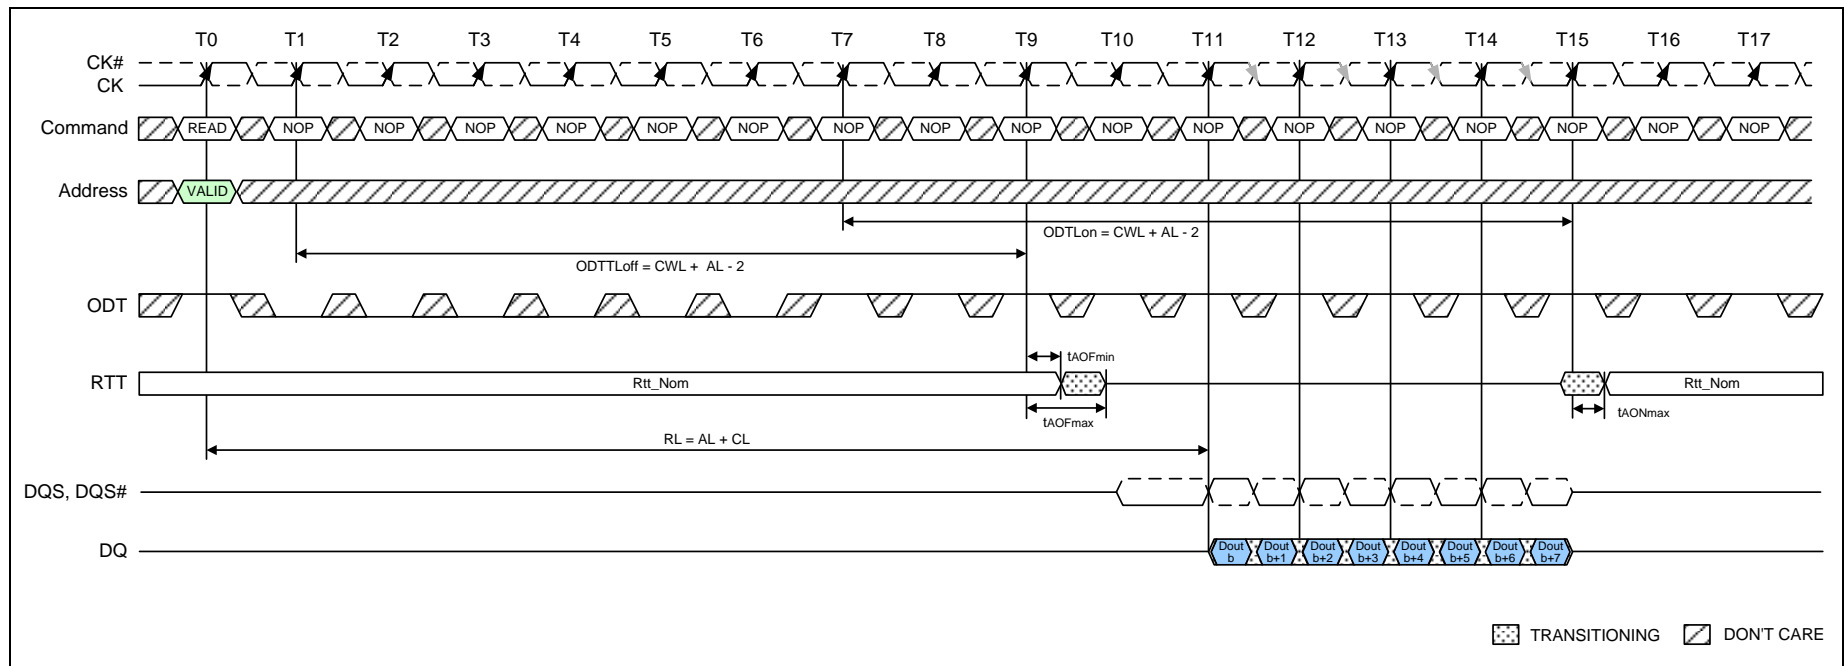 T0 T1 T2 T3 T4 T5 T6 T7 T8 T9 T10 T11 T12 T13 T14 T15 T16 T17
CK#
CK
Command READ NOP NOP NOP NOP NOP NOP NOP NOP NOP NOP NOP NOP NOP NOP NOP NOP NOP
Address VALID
ODTLon = CWL + AL - 2
ODTTLoff = CWL + AL - 2
ODT
tAOFmin
RTT Rtt_Nom Rtt_Nom
tAOFmax tAONmax
RL = AL + CL
DQS, DQS#
DQ Dout Dout Dout Dout Dout Dout Dout Dout
b b+1 b+2 b+3 b+4 b+5 b+6 b+7
TRANSITIONING DON'T CARE